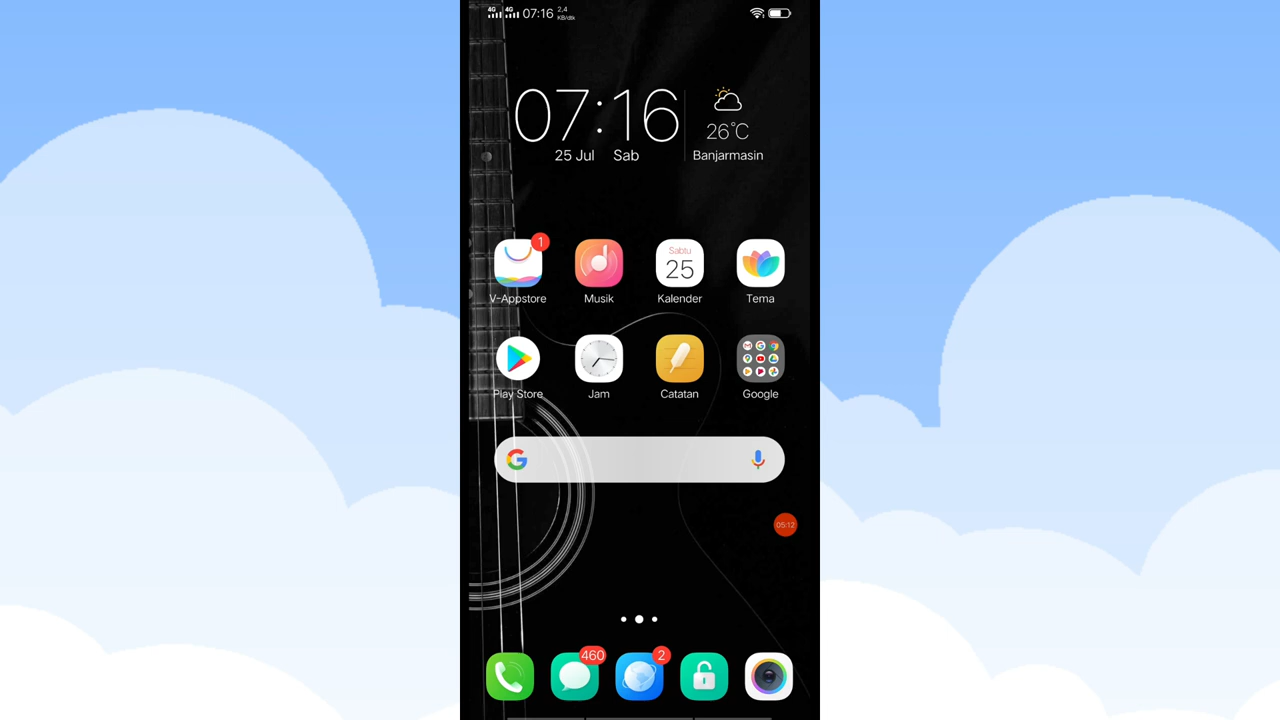 4G 4G 07:16 2,4
KB/dtk
07:16
26°C
25 Jul Sab
Banjarmasin
1
V-Appstore
Musik
Sabtu
25
Kalender
Tema
Play Store
Jam
Catatan
Google
G
05:12
460
2